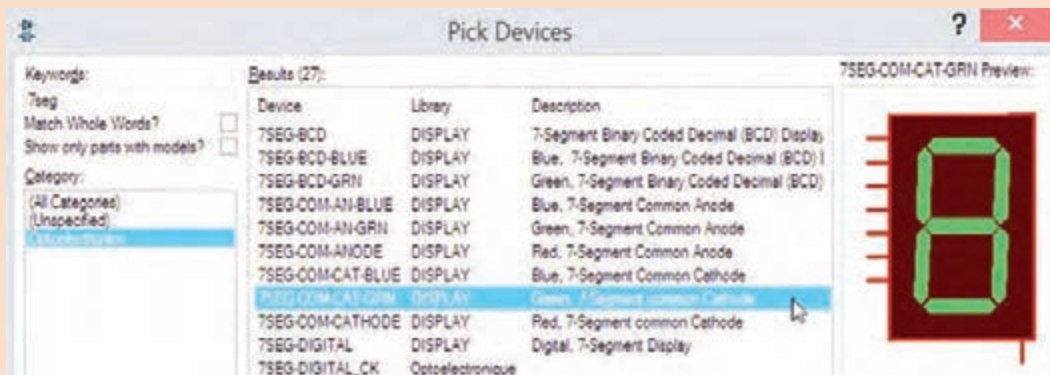 Pick Devices
?
×
Keywords:
7seg
Match Whole Words?
Show only parts with models?
Category:
(All Categories)
(Unspecified)
Optoelectronics
Results (27):
Device Library Description
7SEG-BCD DISPLAY 7-Segment Binary Coded Decimal (BCD) Display
7SEG-BCD-BLUE DISPLAY Blue, 7-Segment Binary Coded Decimal (BCD)
7SEG-BCD-GRN DISPLAY Green, 7-Segment Binary Coded Decimal (BCD)
7SEG-COM-AN-BLUE DISPLAY Blue, 7-Segment Common Anode
7SEG-COM-AN-GRN DISPLAY Green, 7-Segment Common Anode
7SEG-COM-ANODE DISPLAY Red, 7-Segment Common Anode
7SEG-COM-CAT-BLUE DISPLAY Blue, 7-Segment Common Cathode
7SEG-COM-CAT-GRN DISPLAY Green, 7-Segment common Cathode
7SEG-COM-CATHODE DISPLAY Red, 7-Segment common Cathode
7SEG-DIGITAL DISPLAY Digital, 7-Segment Display
7SEG-DIGITAL_CK Optoelectronique
7SEG-COM-CAT-GRN Preview: